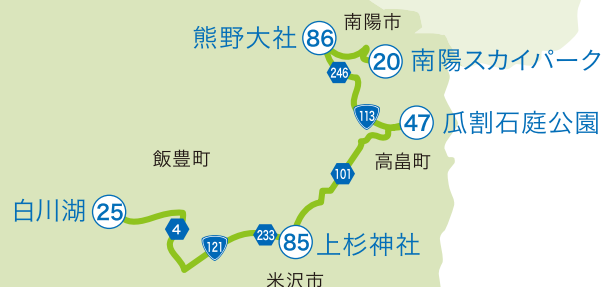 南陽市
熊野大社 86
20 南陽スカイパーク
246
113
47 瓜割石庭公園
高畠町
飯豊町
101
白川湖 25
4
121
233
85 上杉神社
米沢市